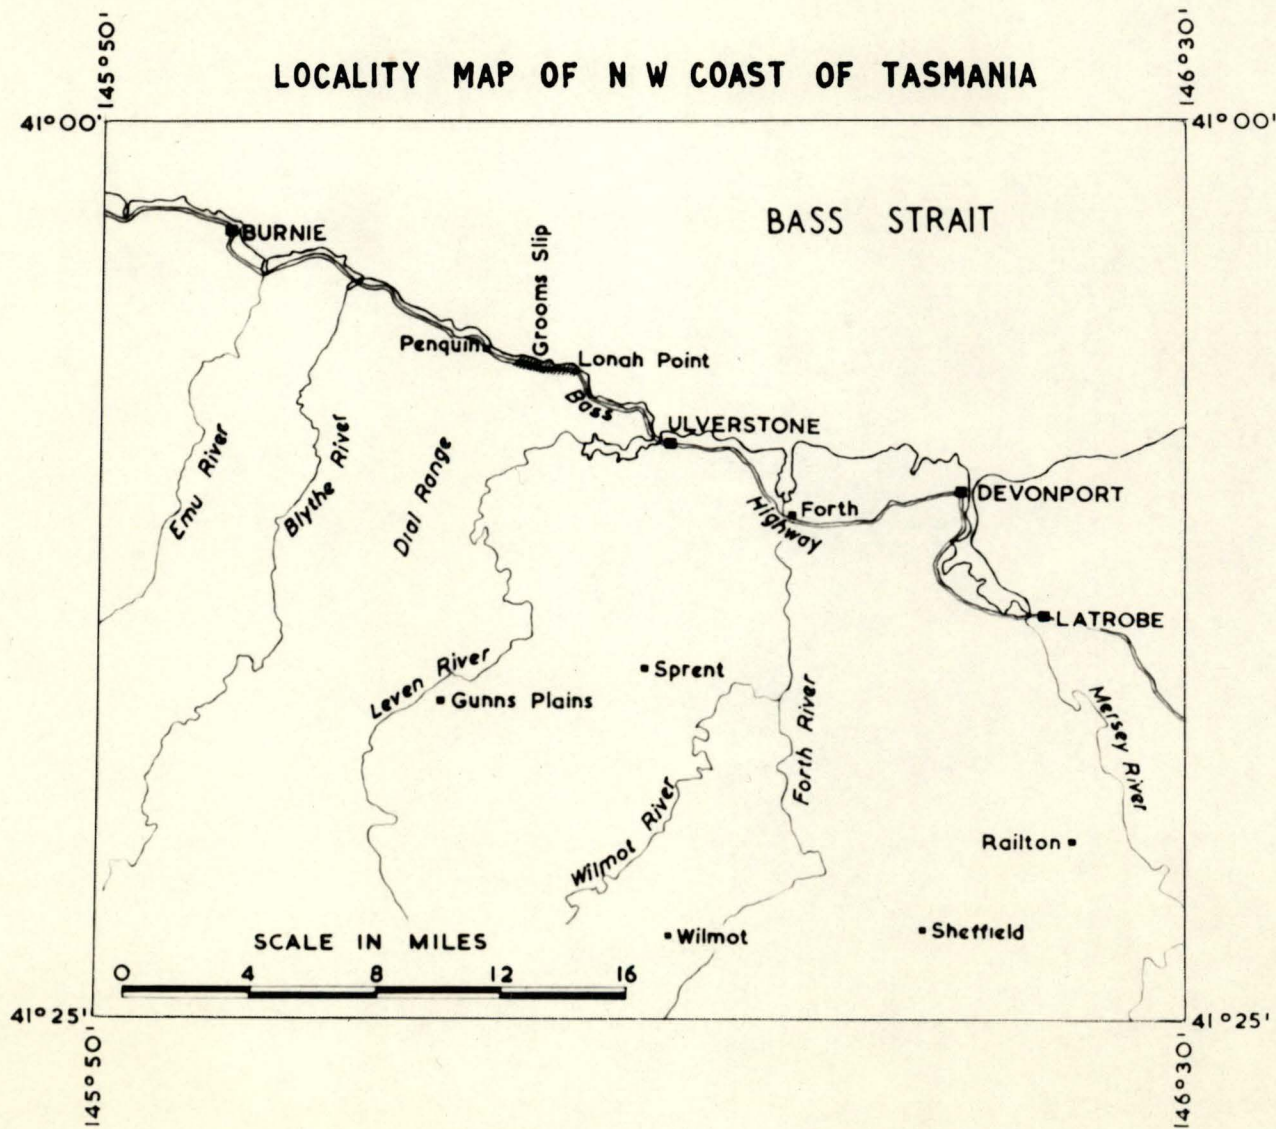 LOCALITY MAP OF N W COAST OF TASMANIA
145°50'
146°30'
41°00'
41°00'
BASS STRAIT
BURNIE
Grooms Slip
Penquin
Lonah Point
Bass
ULVERSTONE
Emu River
Blythe River
Dial Range
DEVONPORT
Highway
Forth
LATROBE
Leven River
Sprent
Gunns Plains
Forth River
Mersey River
Wilmot River
Railton
SCALE IN MILES
Wilmot
Sheffield
0 4 8 12 16
41°25'
41°25'
145°50'
146°30'